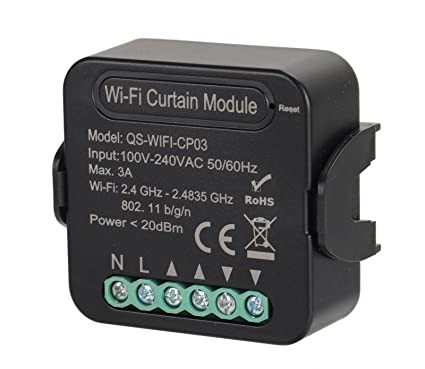 Wi-Fi Curtain Module
Reset
Model: QS-WIFI-CP03
Input:100V-240VAC 50/60Hz
Max. 3A
Wi-Fi: 2.4 GHz - 2.4835 GHz
802. 11 b/g/n
RoHS
Power < 20dBm
CE
N L ▲ ▲ ▼ ▼